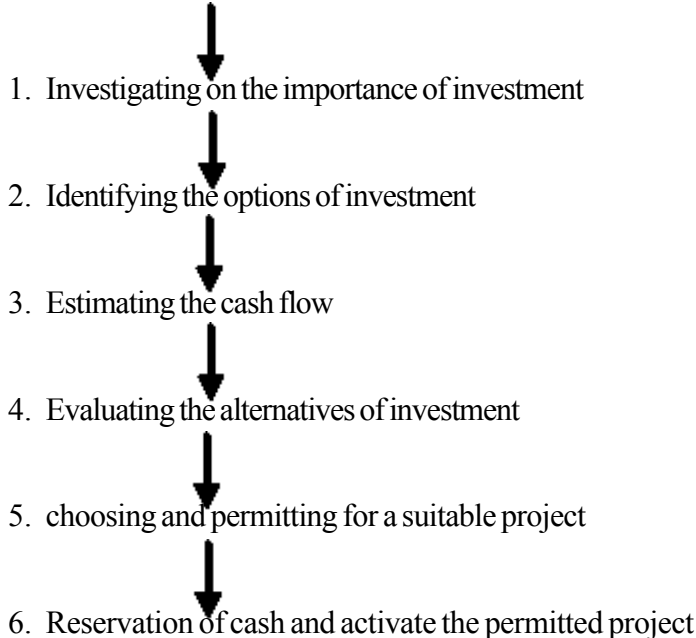 1. Investigating on the importance of investment
2. Identifying the options of investment
3. Estimating the cash flow
4. Evaluating the alternatives of investment
5. choosing and permitting for a suitable project
6. Reservation of cash and activate the permitted project